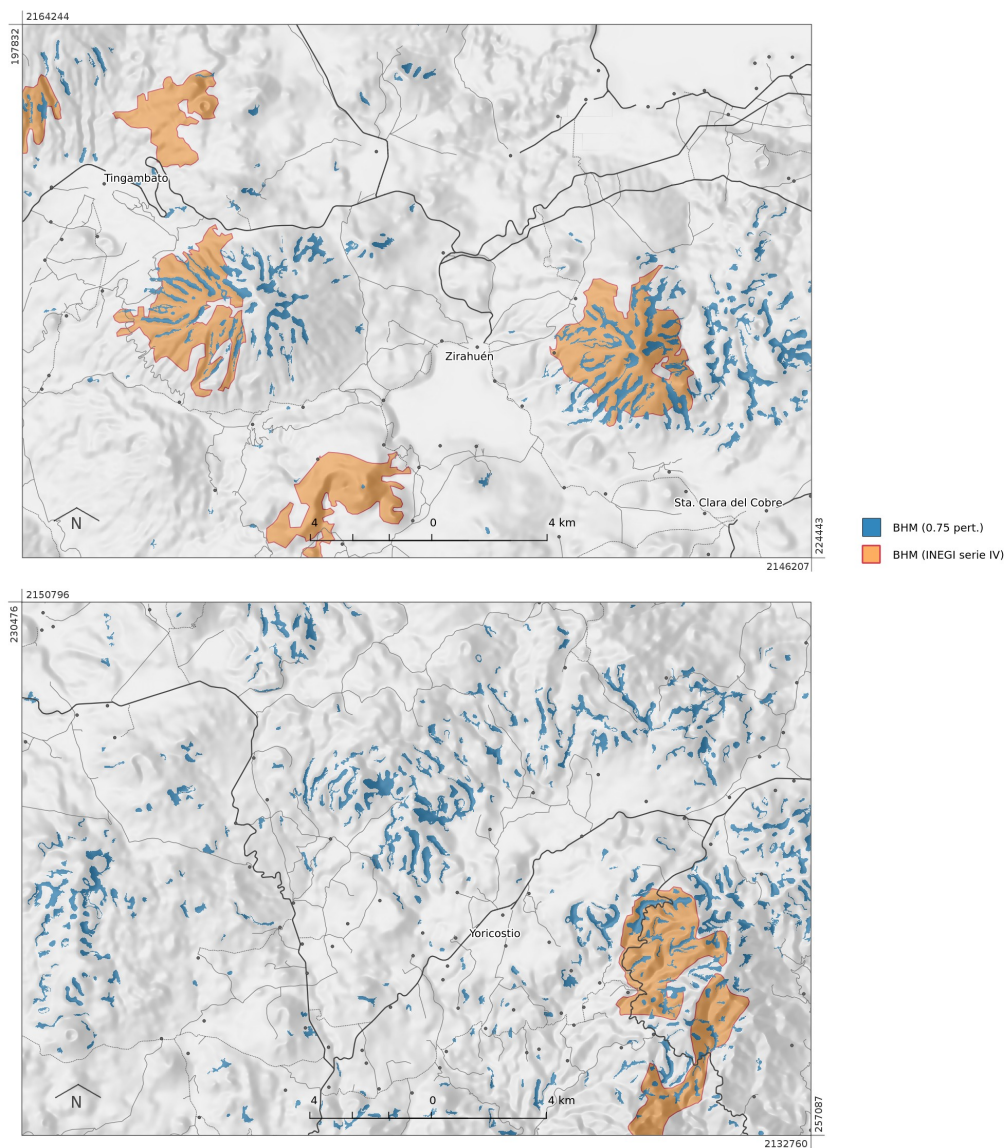 2164244
197832
Tingambato
Zirahuén
Sta. Clara del Cobre
N
4 0 4 km
224443
2146207
BHM (0.75 pert.)
BHM (INEGI serie IV)
2150796
230476
Yoricostio
N
4 0 4 km
257087
2132760